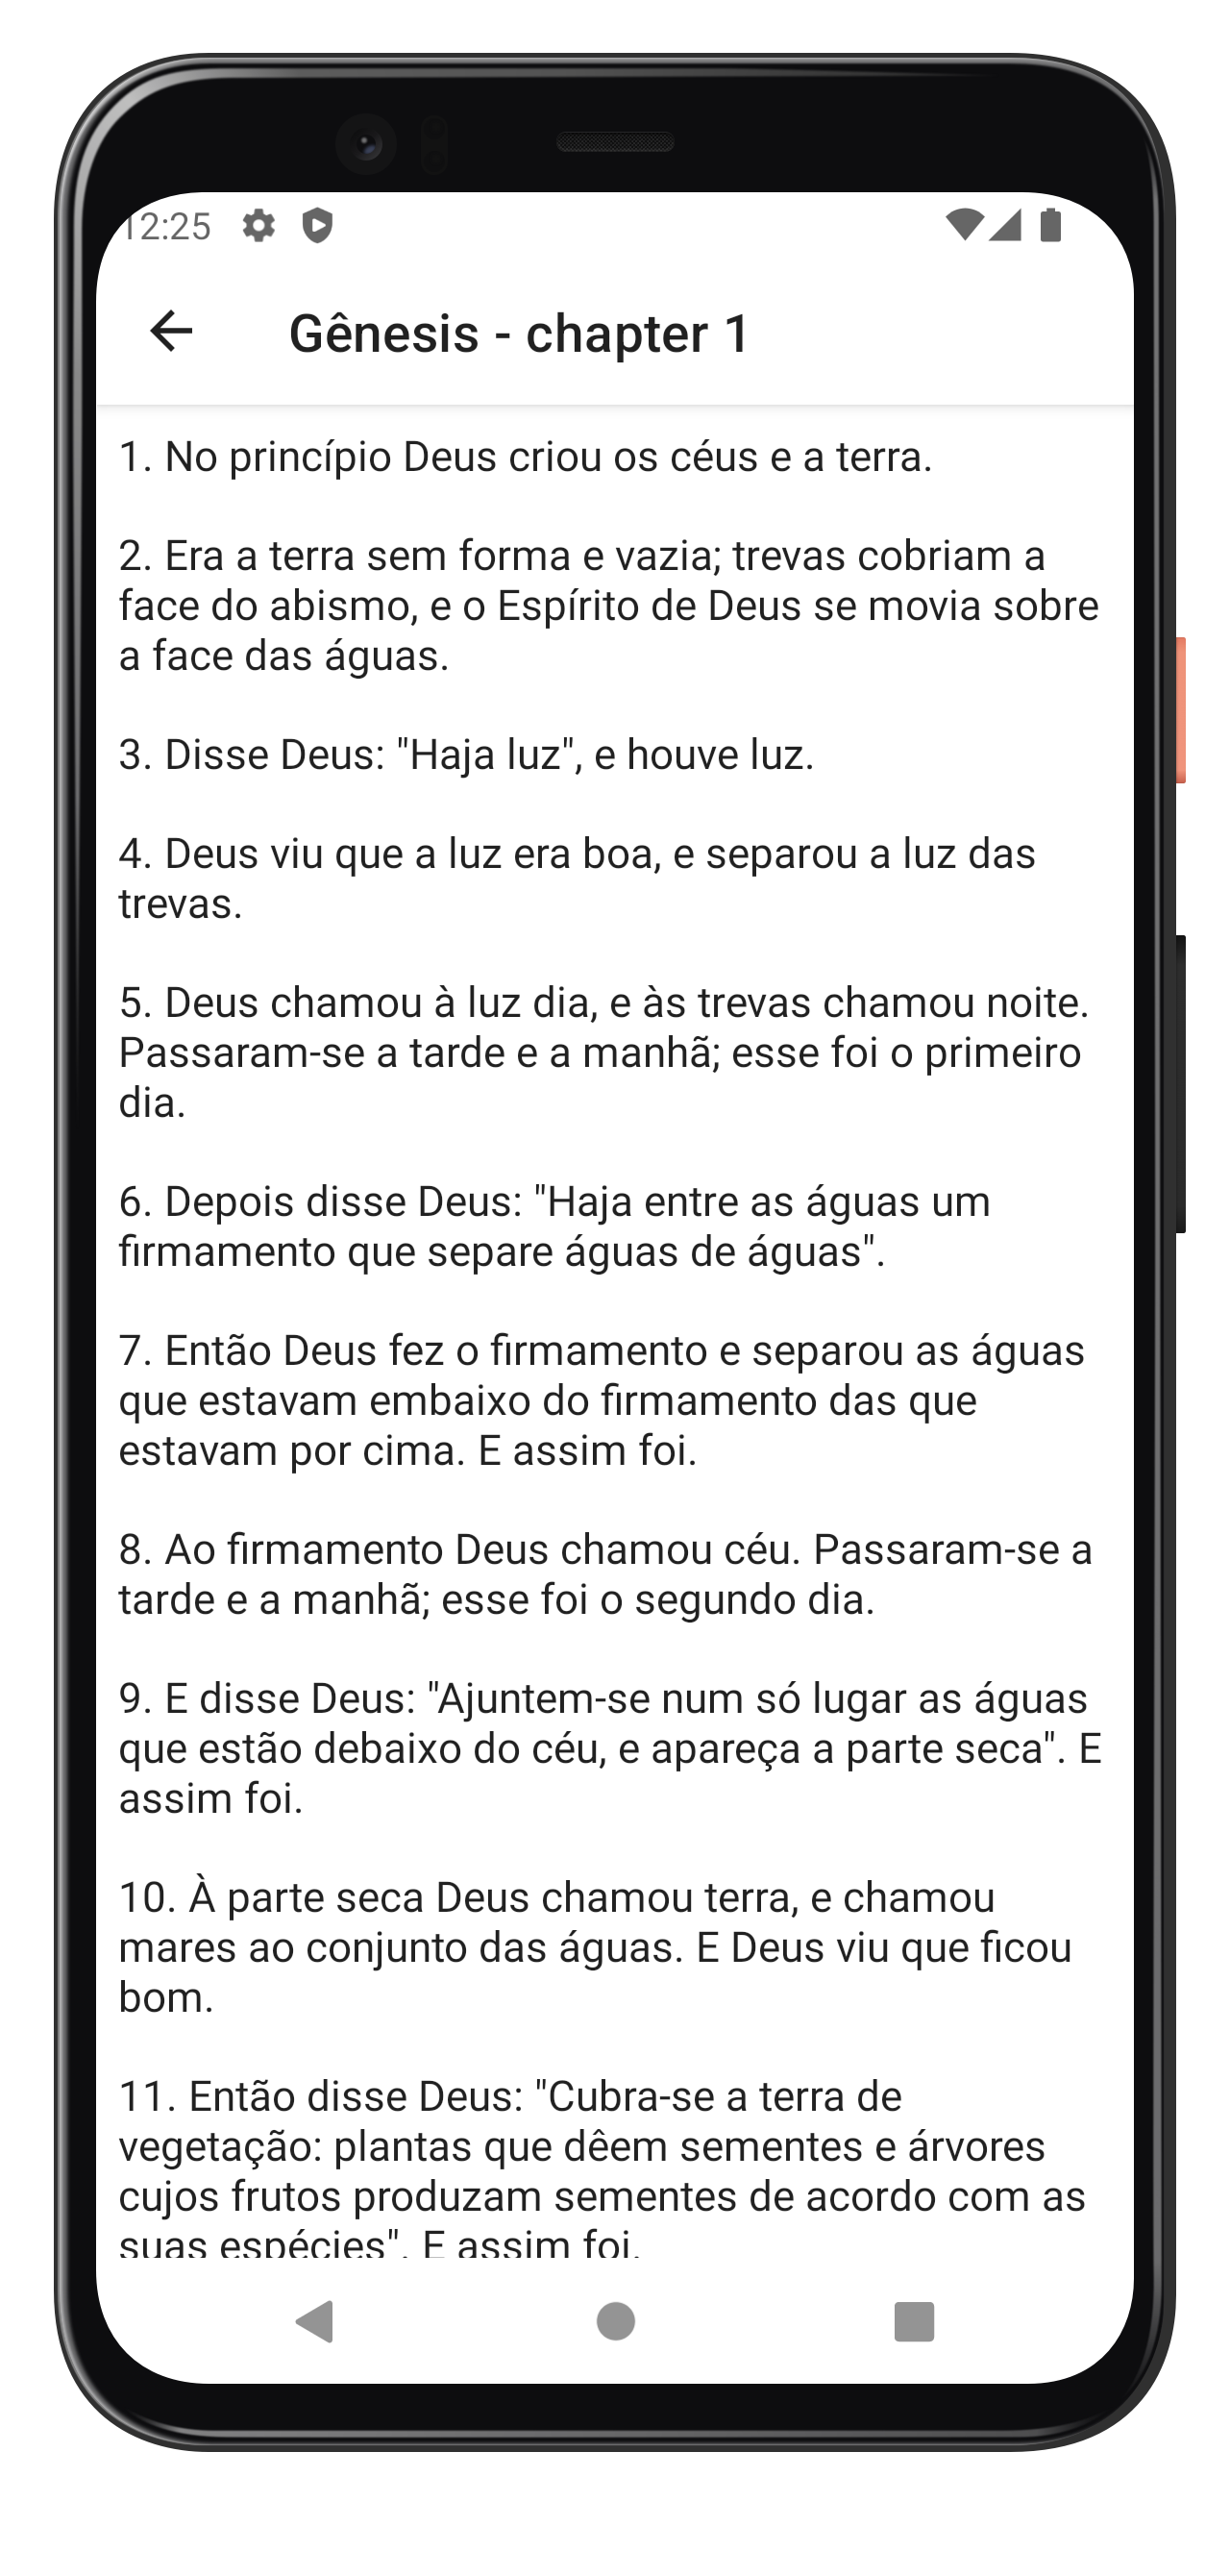 12:25
Gênesis - chapter 1
1. No princípio Deus criou os céus e a terra.
2. Era a terra sem forma e vazia; trevas cobriam a
face do abismo, e o Espírito de Deus se movia sobre
a face das águas.
3. Disse Deus: "Haja luz", e houve luz.
4. Deus viu que a luz era boa, e separou a luz das
trevas.
5. Deus chamou à luz dia, e às trevas chamou noite.
Passaram-se a tarde e a manhã; esse foi o primeiro
dia.
6. Depois disse Deus: "Haja entre as águas um
firmamento que separe águas de águas".
7. Então Deus fez o firmamento e separou as águas
que estavam embaixo do firmamento das que
estavam por cima. E assim foi.
8. Ao firmamento Deus chamou céu. Passaram-se a
tarde e a manhã; esse foi o segundo dia.
9. E disse Deus: "Ajuntem-se num só lugar as águas
que estão debaixo do céu, e apareça a parte seca". E
assim foi.
10. À parte seca Deus chamou terra, e chamou
mares ao conjunto das águas. E Deus viu que ficou
bom.
11. Então disse Deus: "Cubra-se a terra de
vegetação: plantas que dêem sementes e árvores
cujos frutos produzam sementes de acordo com as
suas espécies". E assim foi.